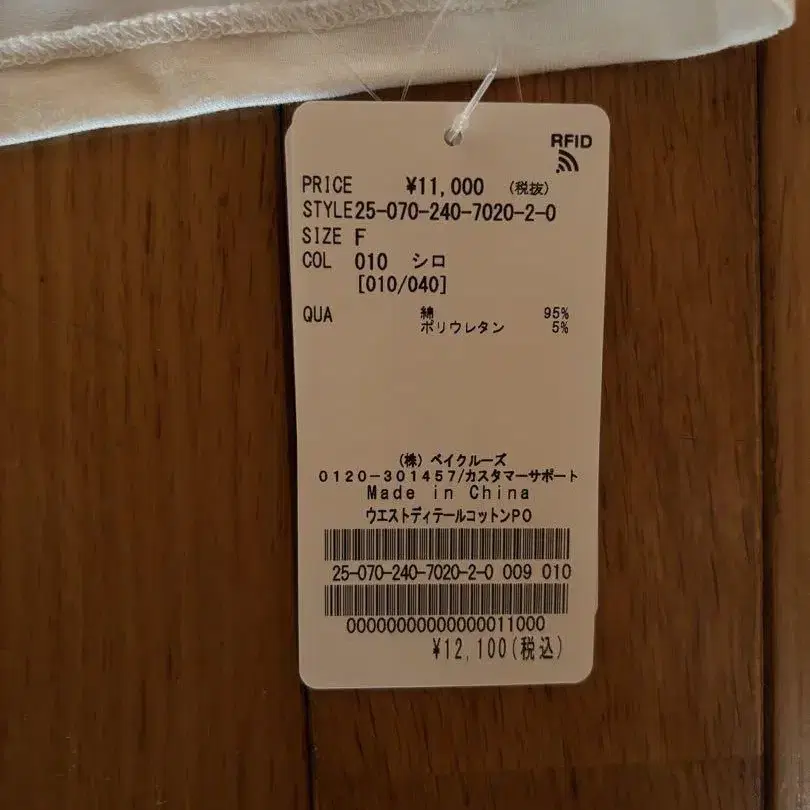 RFID
PRICE ¥11,000 (税抜)
STYLE25-070-240-7020-2-0
SIZE F
COL 010 シロ
[010/040]
QUA 綿 95%
ポリウレタン 5%
(株) ベイクルーズ
0120-301457/カスタマーサポート
Made in China
ウエストディテールコットンPO
25-070-240-7020-2-0 009 010
00000000000000011000
¥12,100(税込)